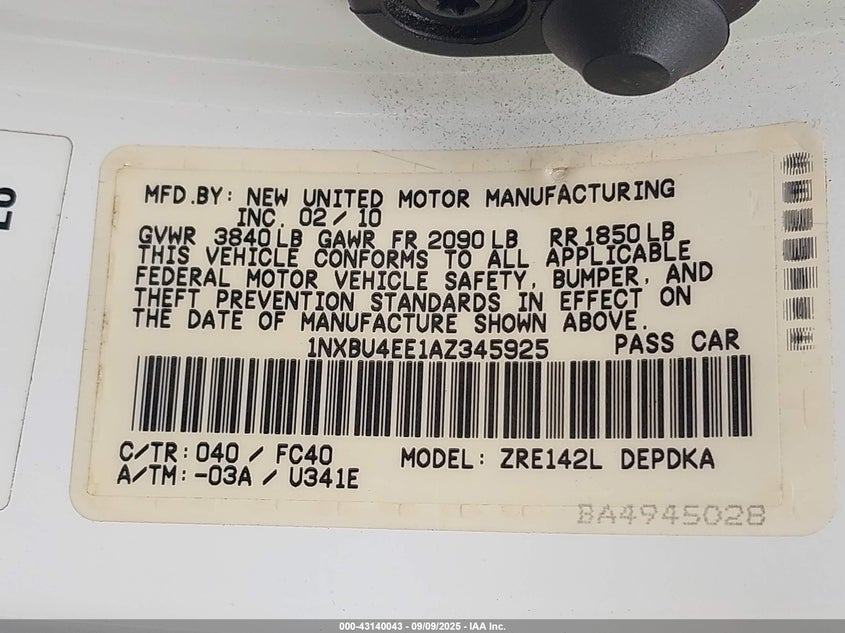 MFD.BY: NEW UNITED MOTOR MANUFACTURING
INC. 02/10
GVWR 3840LB GAWR FR 2090LB RR1850LB
THIS VEHICLE CONFORMS TO ALL APPLICABLE
FEDERAL MOTOR VEHICLE SAFETY, BUMPER, AND
THEFT PREVENTION STANDARDS IN EFFECT ON
THE DATE OF MANUFACTURE SHOWN ABOVE.
1NXBU4EE1AZ345925 PASS CAR
C/TR: 040 / FC40 MODEL: ZRE142L DEPDKA
A/TM: -03A / U341E
BA4945028
000-43140043 - 09/09/2025 - IAA Inc.